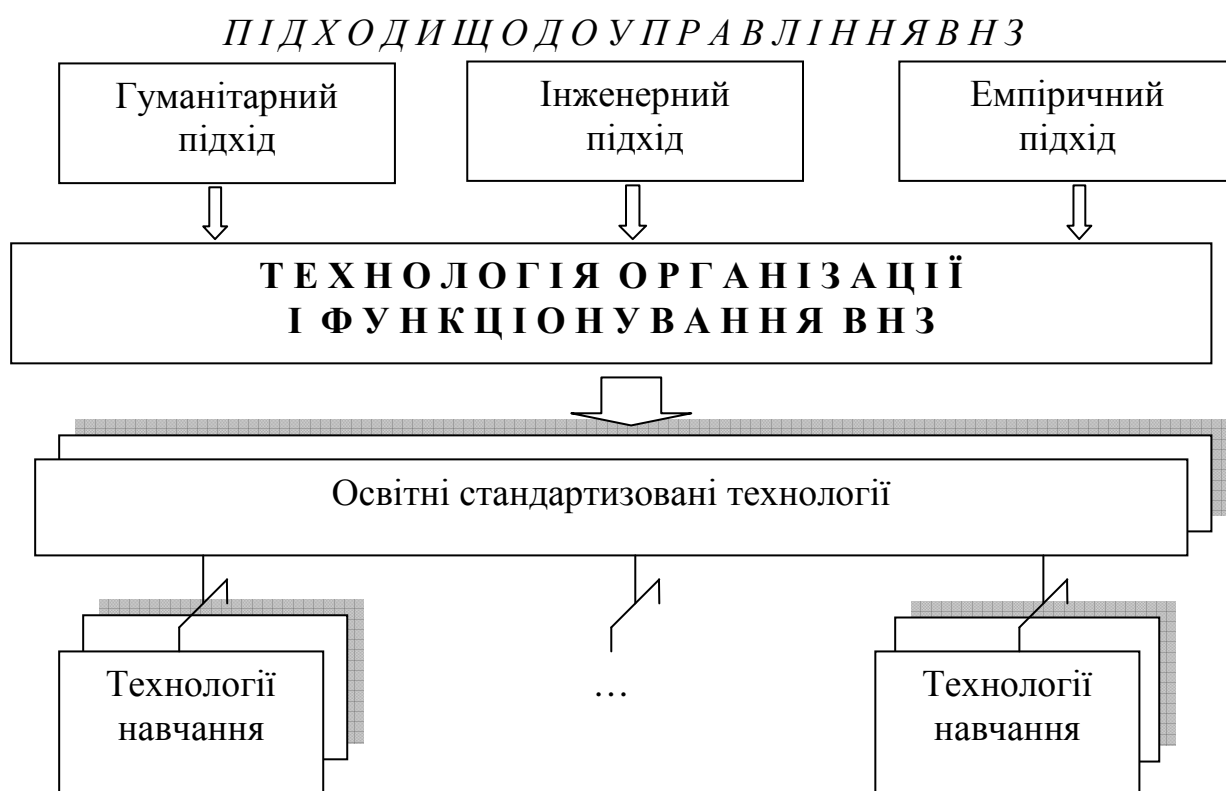 П І Д Х О Д И Щ О Д О У П Р А В Л І Н Н Я В Н З
Гуманітарний
підхід
Інженерний
підхід
Емпіричний
підхід
Т Е Х Н О Л О Г І Я О Р Г А Н І З А Ц І Ї
І Ф У Н К Ц І О Н У В А Н Н Я В Н З
Освітні стандартизовані технології
Технології
навчання
…
Технології
навчання